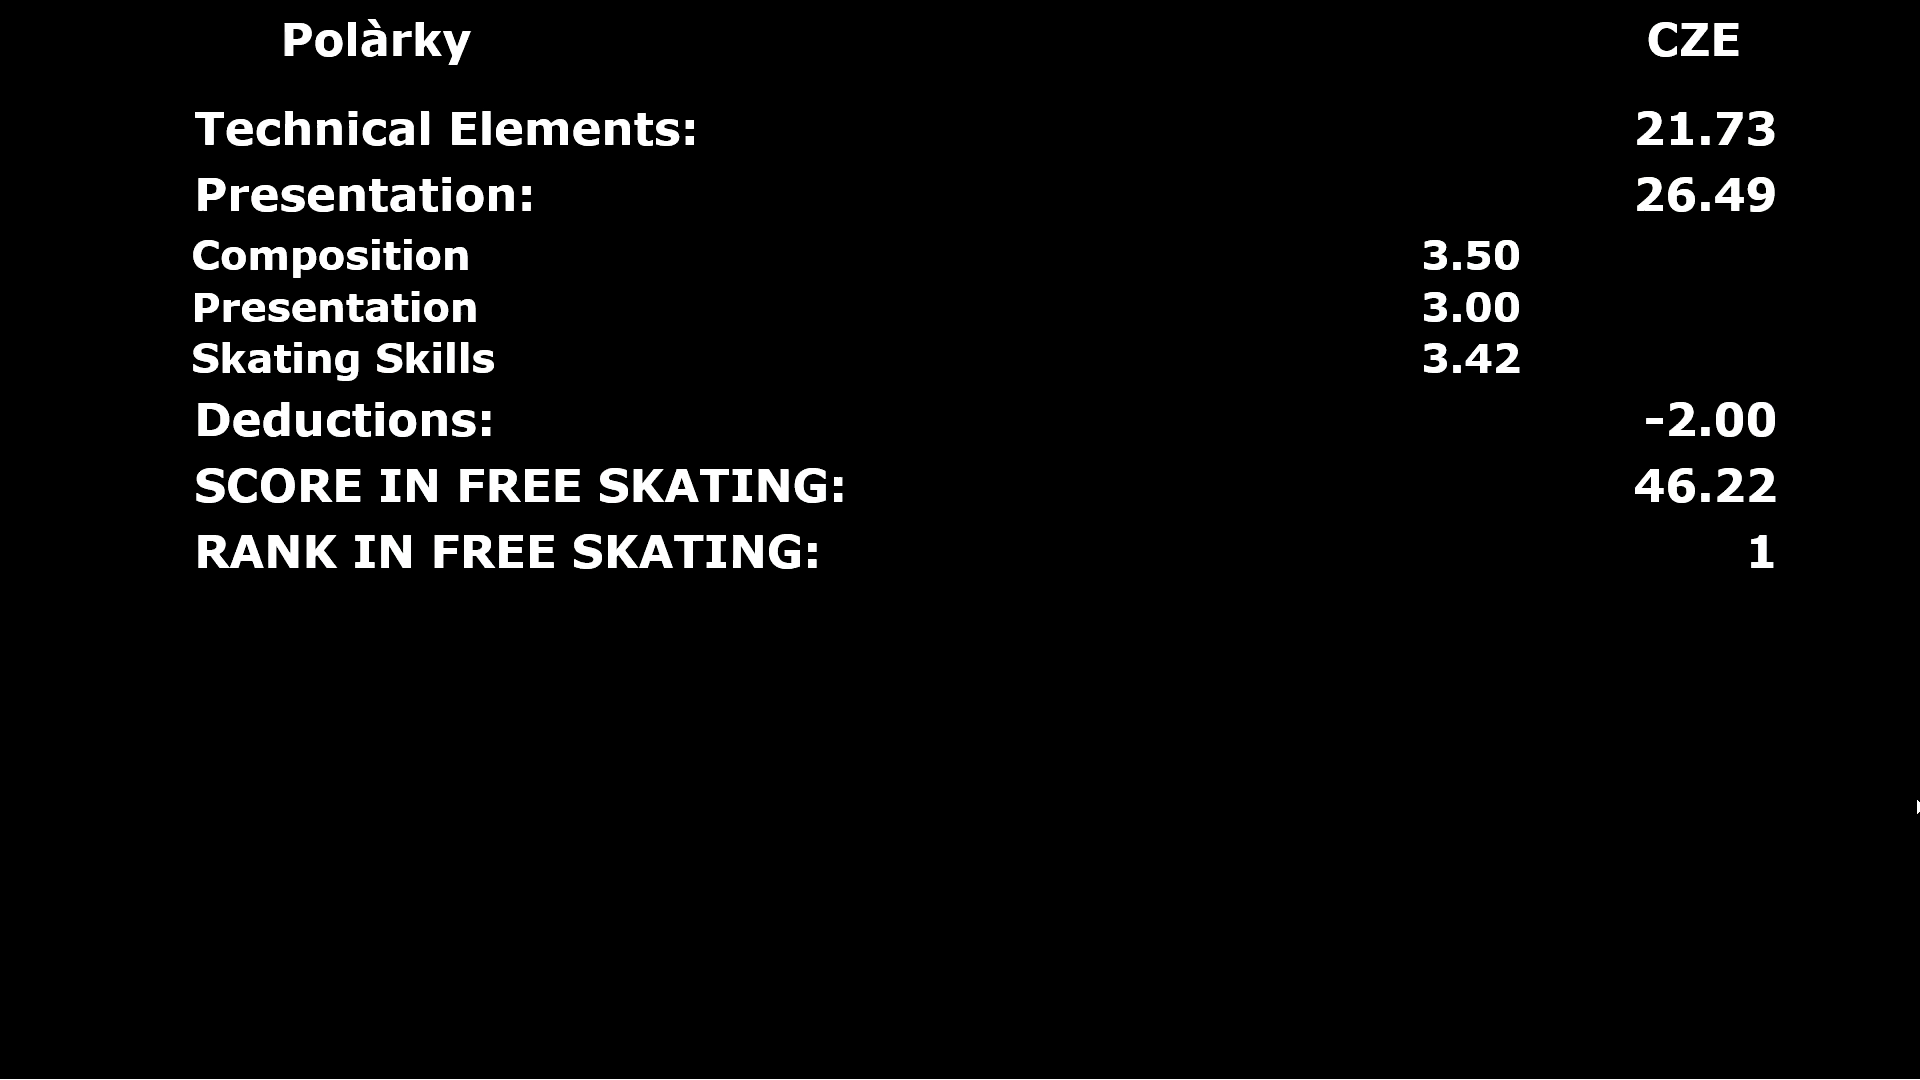 Polàrky CZE
Technical Elements: 21.73
Presentation: 26.49
Composition 3.50
Presentation 3.00
Skating Skills 3.42
Deductions: -2.00
SCORE IN FREE SKATING: 46.22
RANK IN FREE SKATING: 1